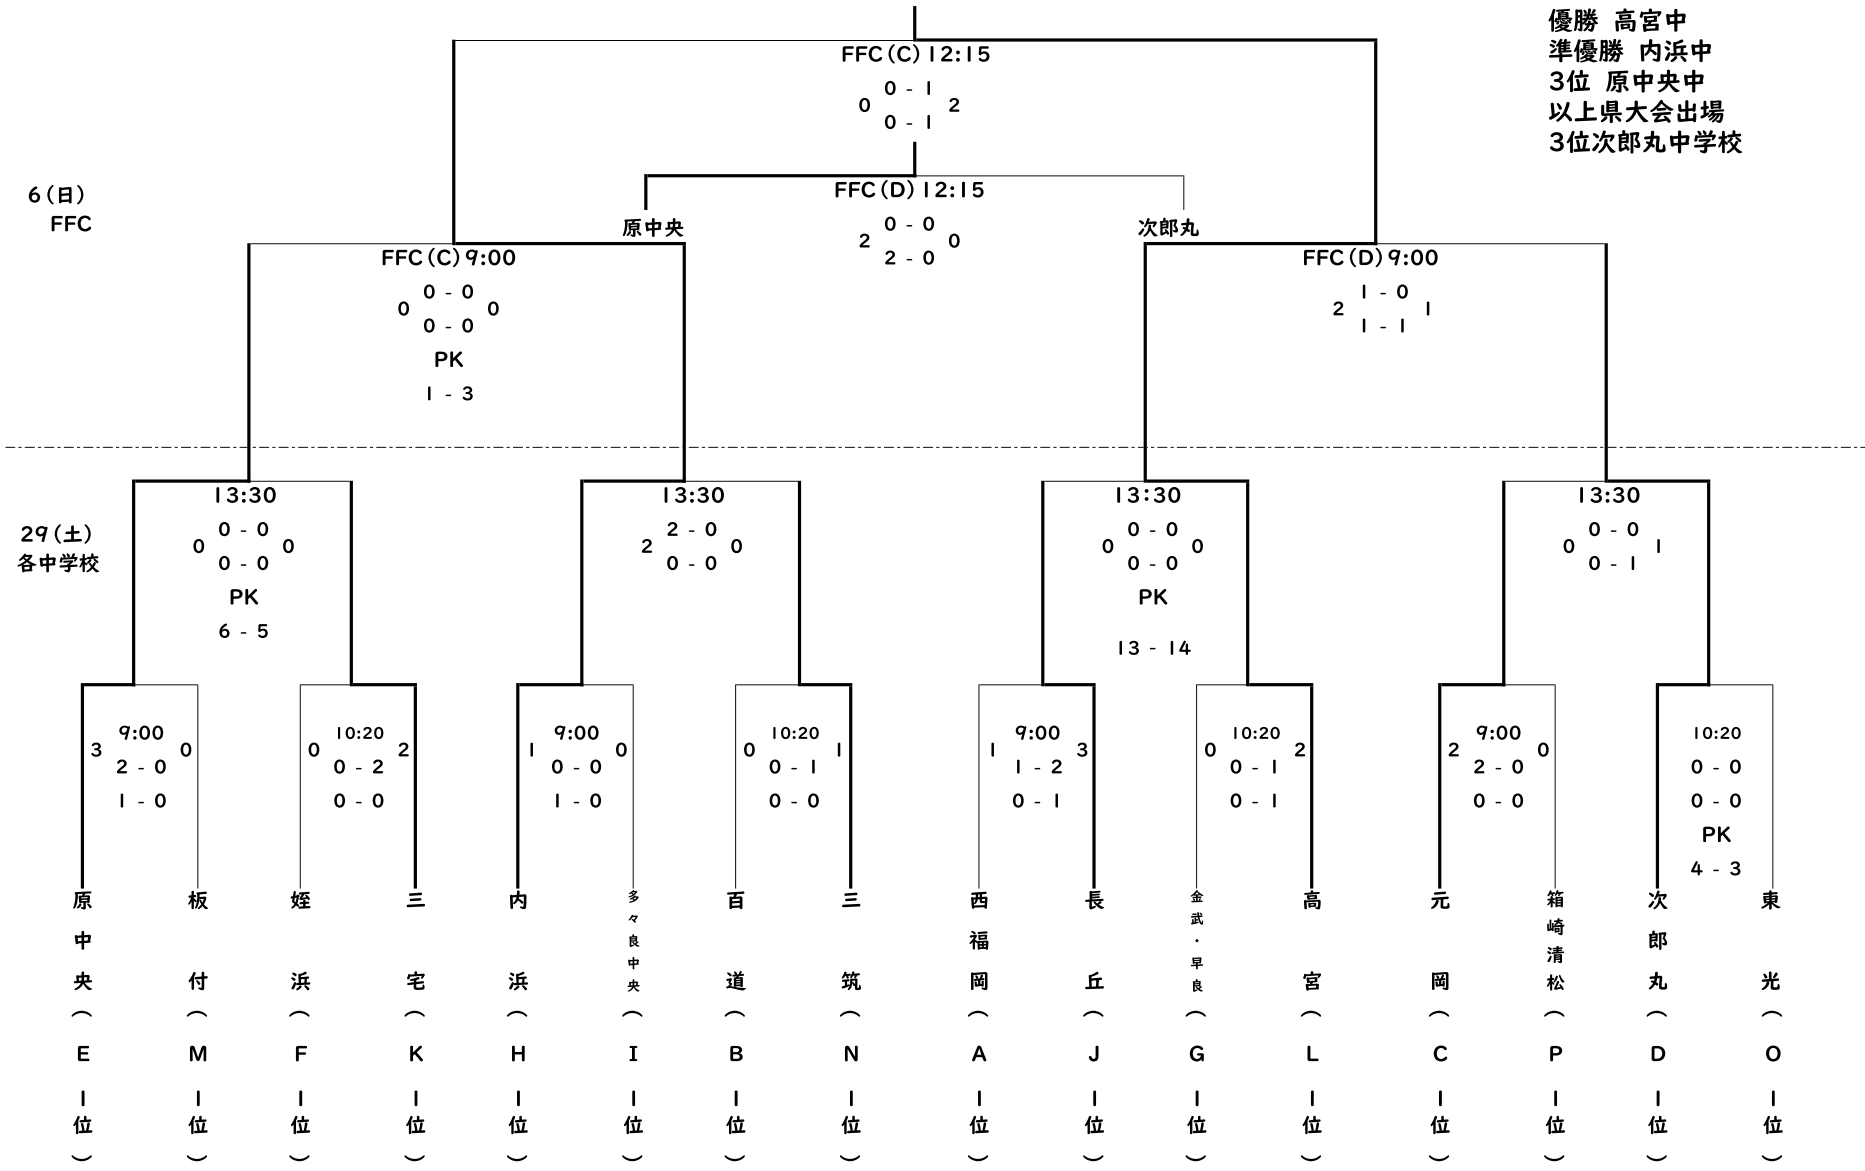 優勝 高宮中
準優勝 内浜中
3位 原中央中
以上県大会出場
3位次郎丸中学校
FFC(C)12:15
0 - 1
0 2
0 - 1
6(日)
FFC
原中央
FFC(D)12:15
次郎丸
0 - 0
2 0
2 - 0
FFC(C)9:00
0 - 0
0 0
0 - 0
PK
1 - 3
FFC(D)9:00
1 - 0
2 1
1 - 1
29(土)
各中学校
13:30
0 - 0
0 0
0 - 0
PK
6 - 5
13:30
2 - 0
2 0
0 - 0
13:30
0 - 0
0 0
0 - 0
PK
13 - 14
13:30
0 - 0
0 1
0 - 1
9:00
3 0
2 - 0
1 - 0
10:20
0 2
0 - 2
0 - 0
9:00
1 0
0 - 0
1 - 0
10:20
0 1
0 - 1
0 - 0
9:00
1 3
1 - 2
0 - 1
10:20
0 2
0 - 1
0 - 1
9:00
2 0
2 - 0
0 - 0
10:20
0 - 0
0 - 0
PK
4 - 3
原中央(E1位)
板付(M1位)
姪浜(F1位)
三宅(K1位)
内浜(H1位)
多々良中央(I1位)
百道(B1位)
三筑(N1位)
西福岡(A1位)
長丘(J1位)
金武・早良(G1位)
高宮(L1位)
元岡(C1位)
箱崎清松(P1位)
次郎丸(D1位)
東光(O1位)